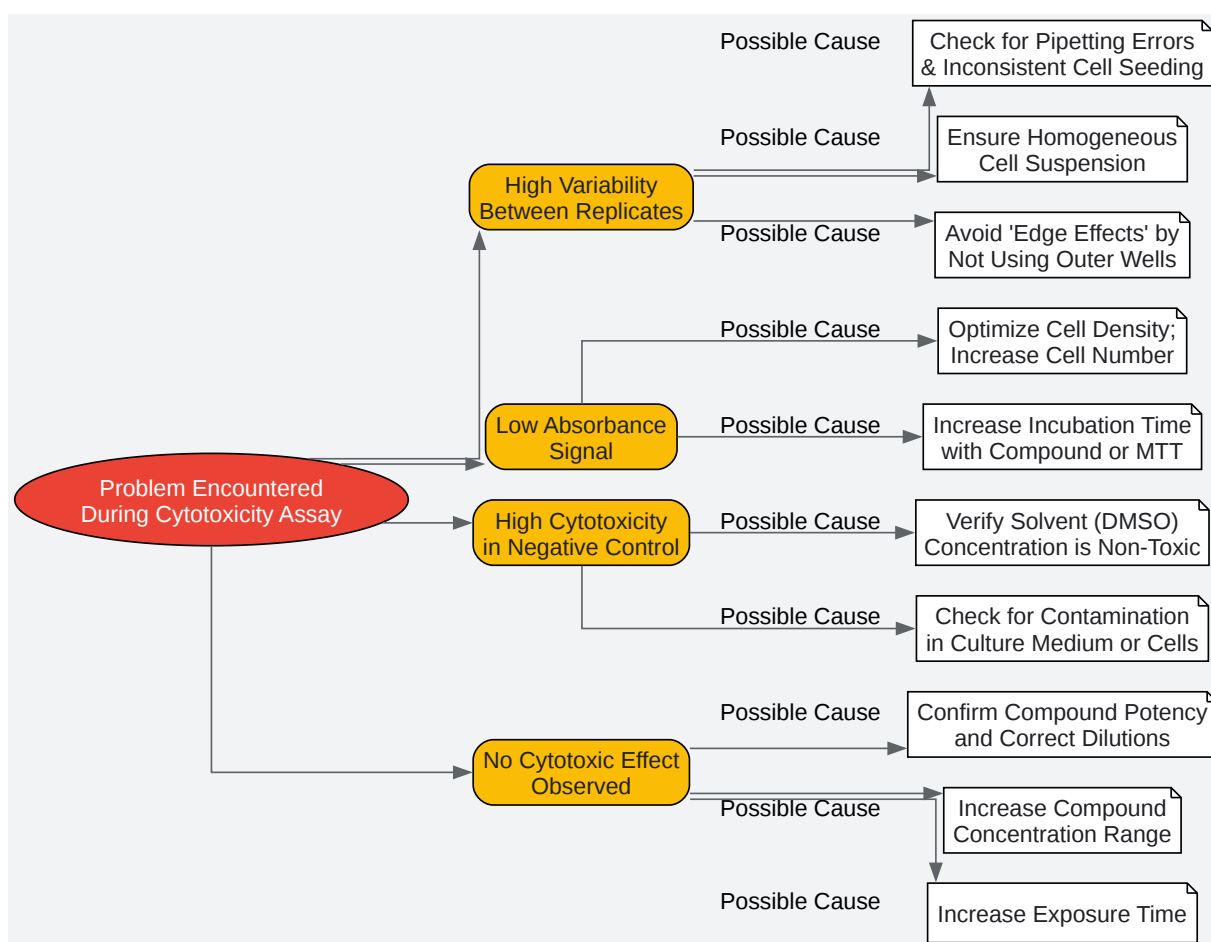 Possible Cause
Check for Pipetting Errors
& Inconsistent Cell Seeding
Possible Cause
Ensure Homogeneous
Cell Suspension
High Variability
Between Replicates
Possible Cause
Avoid 'Edge Effects' by
Not Using Outer Wells
Possible Cause
Optimize Cell Density;
Increase Cell Number
Low Absorbance
Signal
Possible Cause
Increase Incubation Time
with Compound or MTT
Problem Encountered
During Cytotoxicity Assay
High Cytotoxicity
in Negative Control
Possible Cause
Verify Solvent (DMSO)
Concentration is Non-Toxic
Possible Cause
Check for Contamination
in Culture Medium or Cells
Possible Cause
Confirm Compound Potency
and Correct Dilutions
No Cytotoxic Effect
Observed
Possible Cause
Increase Compound
Concentration Range
Possible Cause
Increase Exposure Time